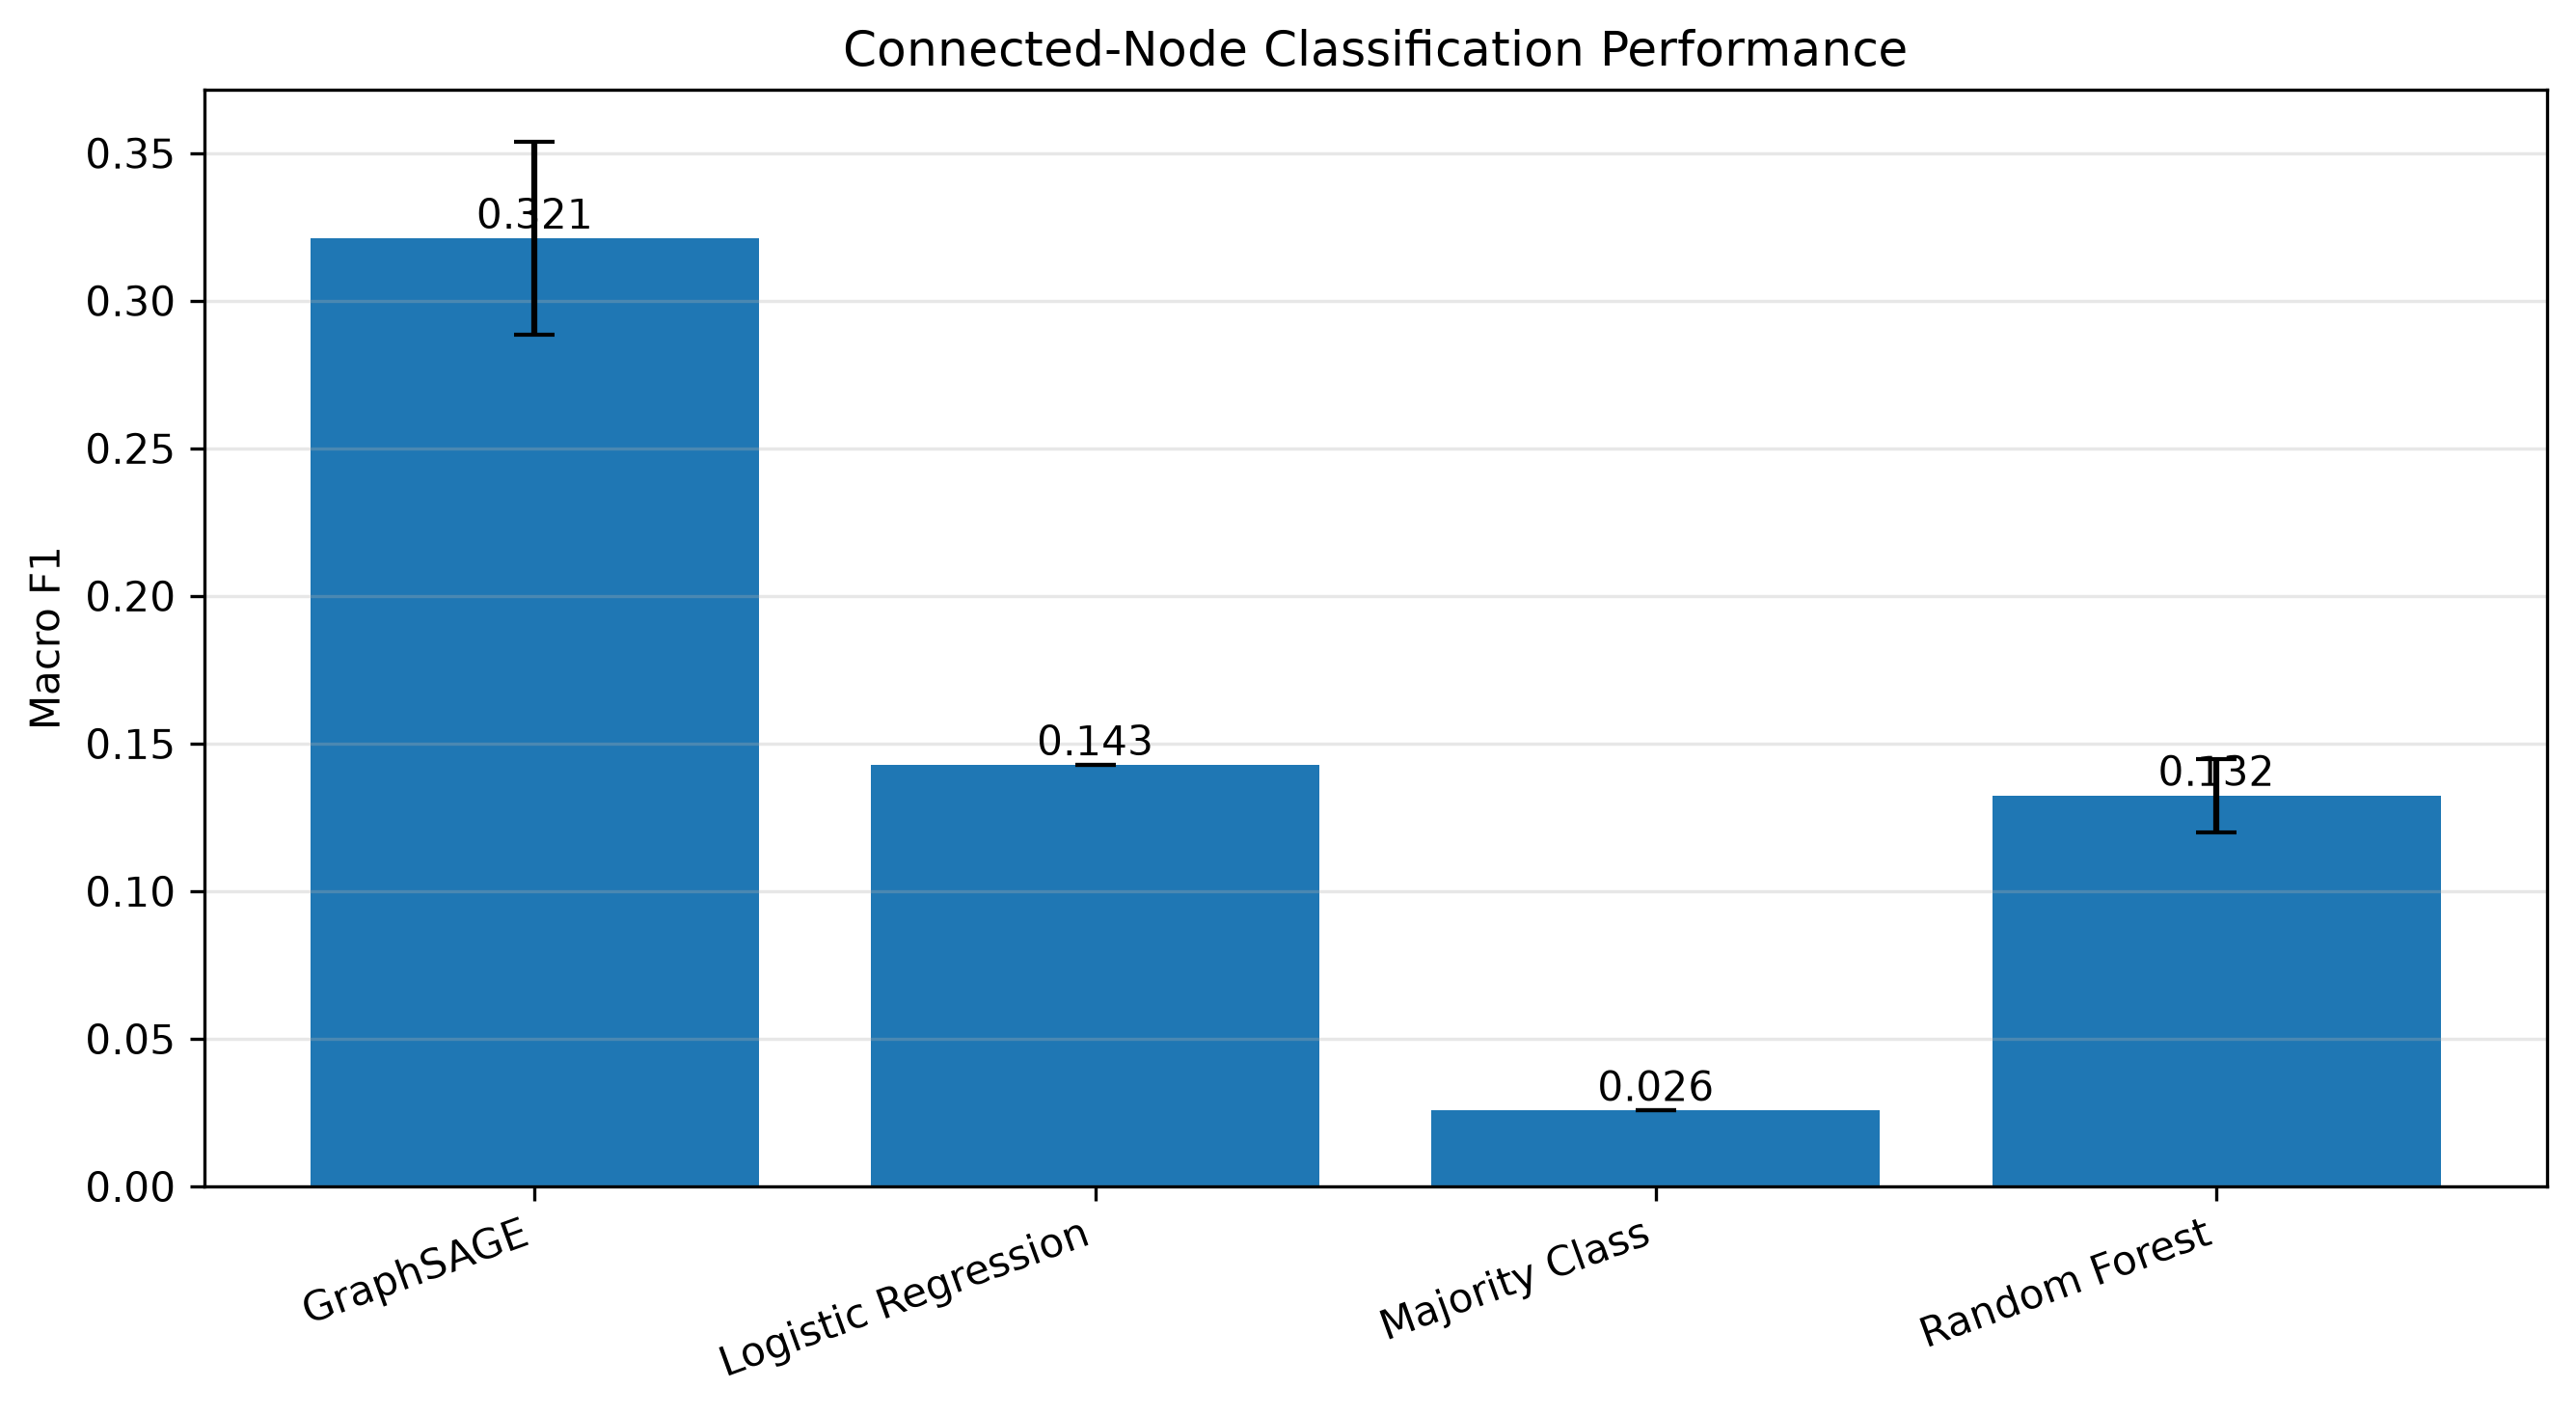 Connected-Node Classification Performance
Macro F1
0.35
0.30
0.25
0.20
0.15
0.10
0.05
0.00
0.321
0.143
0.026
0.132
GraphSAGE
Logistic Regression
Majority Class
Random Forest